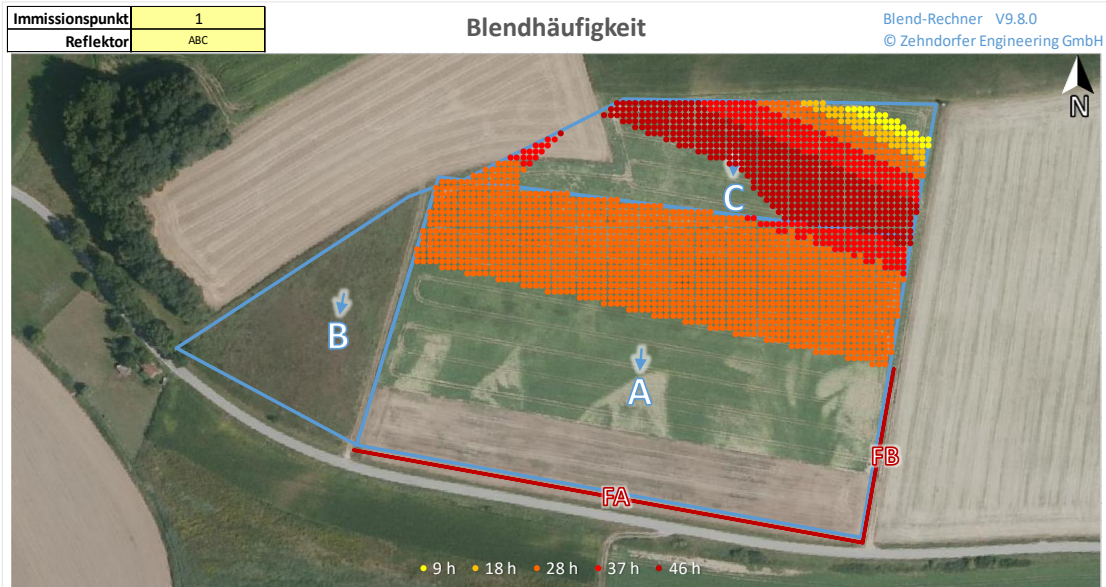 Immissionspunkt 1
Reflektor ABC
Blendhäufigkeit
Blend-Rechner V9.8.0
© Zehndorfer Engineering GmbH
N
C
B
A
FB
FA
9 h 18 h 28 h 37 h 46 h